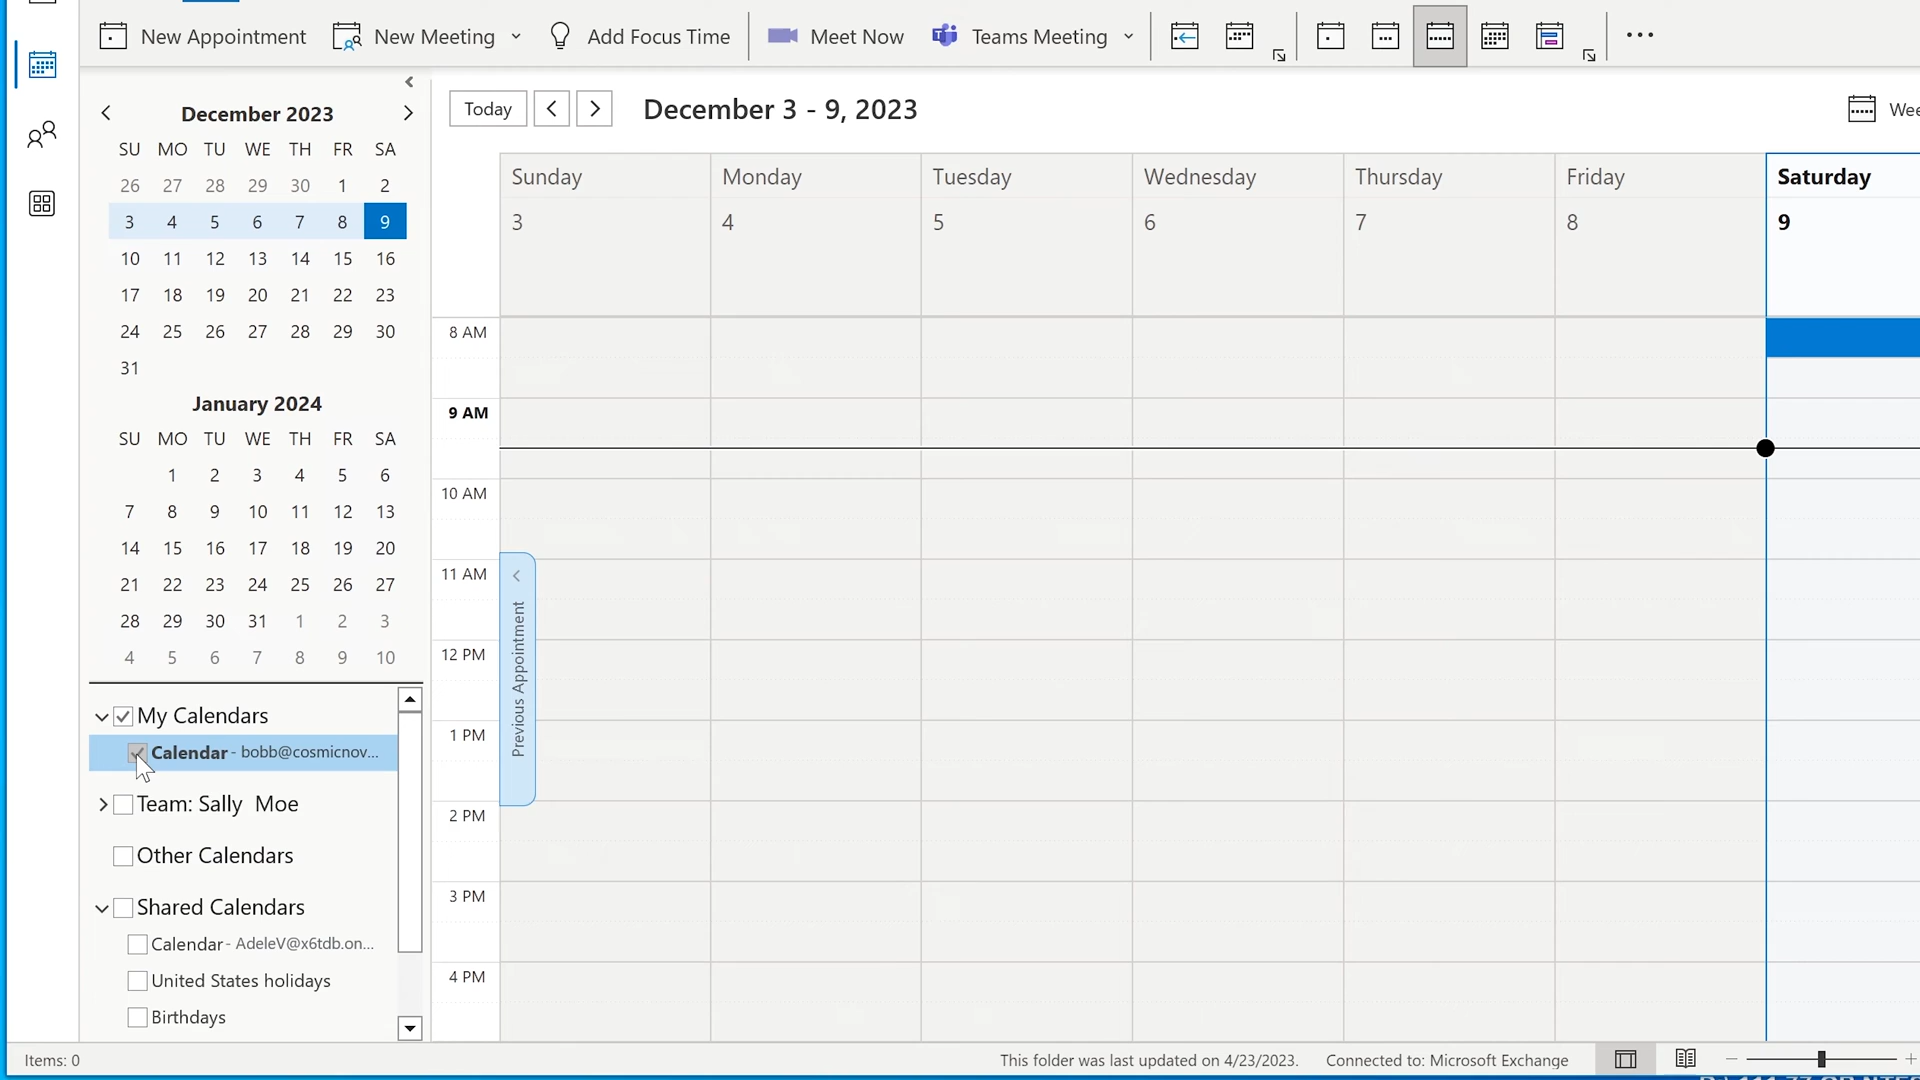 New Appointment
New Meeting
Add Focus Time
Meet Now
Teams Meeting
December 2023
SU MO TU WE TH FR SA
26 27 28 29 30 1 2
3 4 5 6 7 8 9
10 11 12 13 14 15 16
17 18 19 20 21 22 23
24 25 26 27 28 29 30
31
January 2024
SU MO TU WE TH FR SA
1 2 3 4 5 6
7 8 9 10 11 12 13
14 15 16 17 18 19 20
21 22 23 24 25 26 27
28 29 30 31 1 2 3
4 5 6 7 8 9 10
My Calendars
Calendar - bobb@cosmicnov...
Team: Sally Moe
Other Calendars
Shared Calendars
Calendar - AdeleV@x6tdb.on...
United States holidays
Birthdays
Today
December 3 - 9, 2023
Wee
Sunday Monday Tuesday Wednesday Thursday Friday Saturday
3 4 5 6 7 8 9
8 AM
9 AM
10 AM
11 AM
12 PM
1 PM
2 PM
3 PM
4 PM
Previous Appointment
Items: 0
This folder was last updated on 4/23/2023.
Connected to: Microsoft Exchange